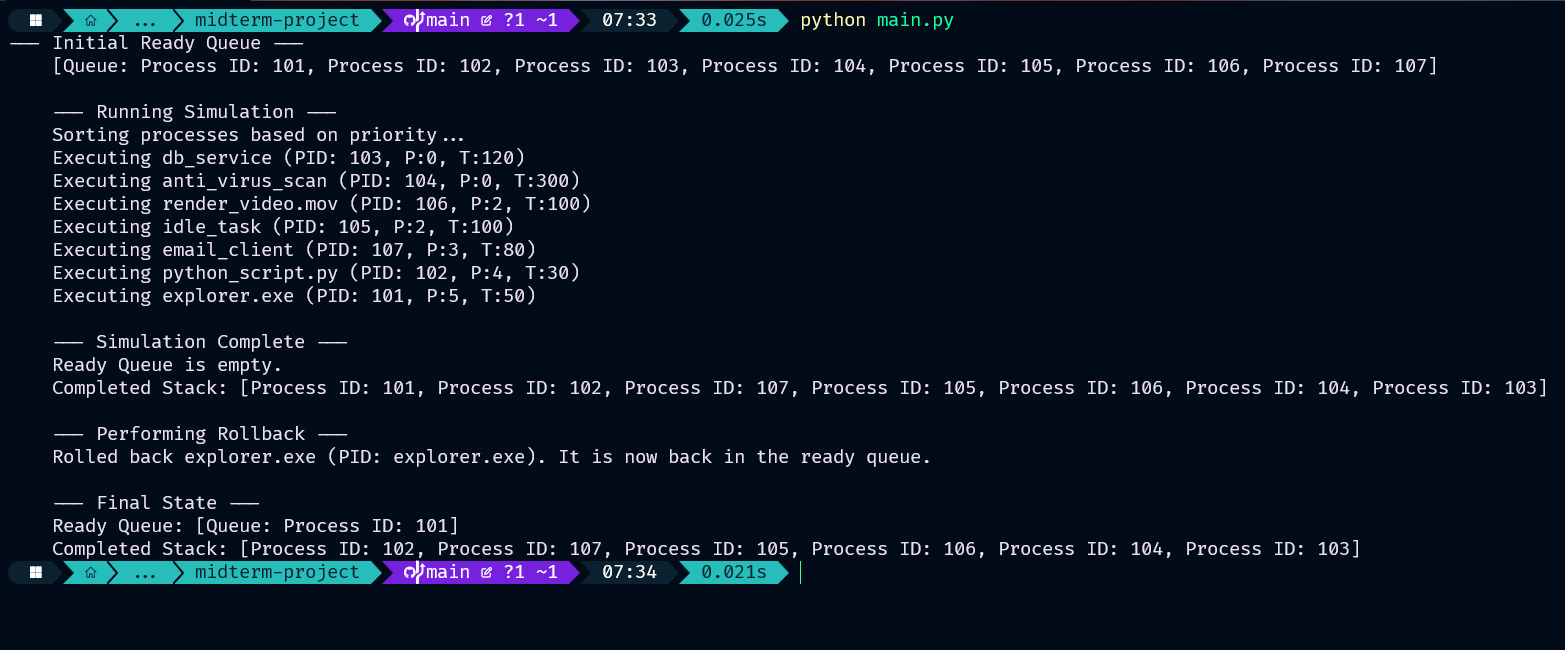 ... midterm-project main ?1 ~1 07:33 0.025s python main.py
--- Initial Ready Queue ---
[Queue: Process ID: 101, Process ID: 102, Process ID: 103, Process ID: 104, Process ID: 105, Process ID: 106, Process ID: 107]
--- Running Simulation ---
Sorting processes based on priority...
Executing db_service (PID: 103, P:0, T:120)
Executing anti_virus_scan (PID: 104, P:0, T:300)
Executing render_video.mov (PID: 106, P:2, T:100)
Executing idle_task (PID: 105, P:2, T:100)
Executing email_client (PID: 107, P:3, T:80)
Executing python_script.py (PID: 102, P:4, T:30)
Executing explorer.exe (PID: 101, P:5, T:50)
--- Simulation Complete ---
Ready Queue is empty.
Completed Stack: [Process ID: 101, Process ID: 102, Process ID: 107, Process ID: 105, Process ID: 106, Process ID: 104, Process ID: 103]
--- Performing Rollback ---
Rolled back explorer.exe (PID: explorer.exe). It is now back in the ready queue.
--- Final State ---
Ready Queue: [Queue: Process ID: 101]
Completed Stack: [Process ID: 102, Process ID: 107, Process ID: 105, Process ID: 106, Process ID: 104, Process ID: 103]
... midterm-project main ?1 ~1 07:34 0.021s